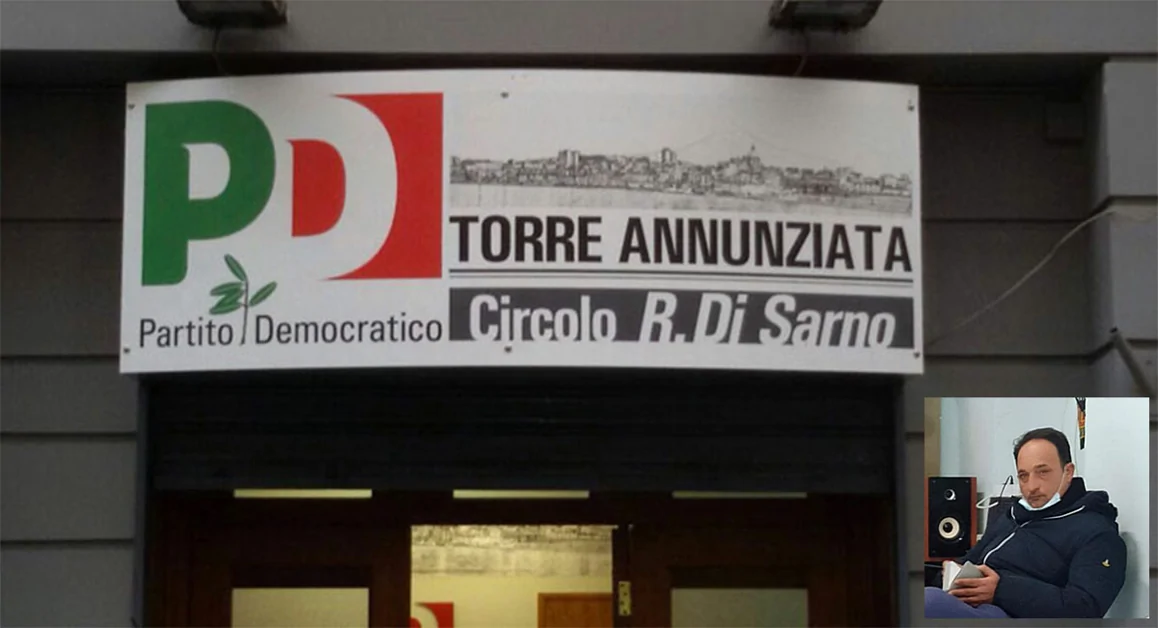 PD
Partito Democratico
TORRE ANNUNZIATA
Circolo R. Di Sarno